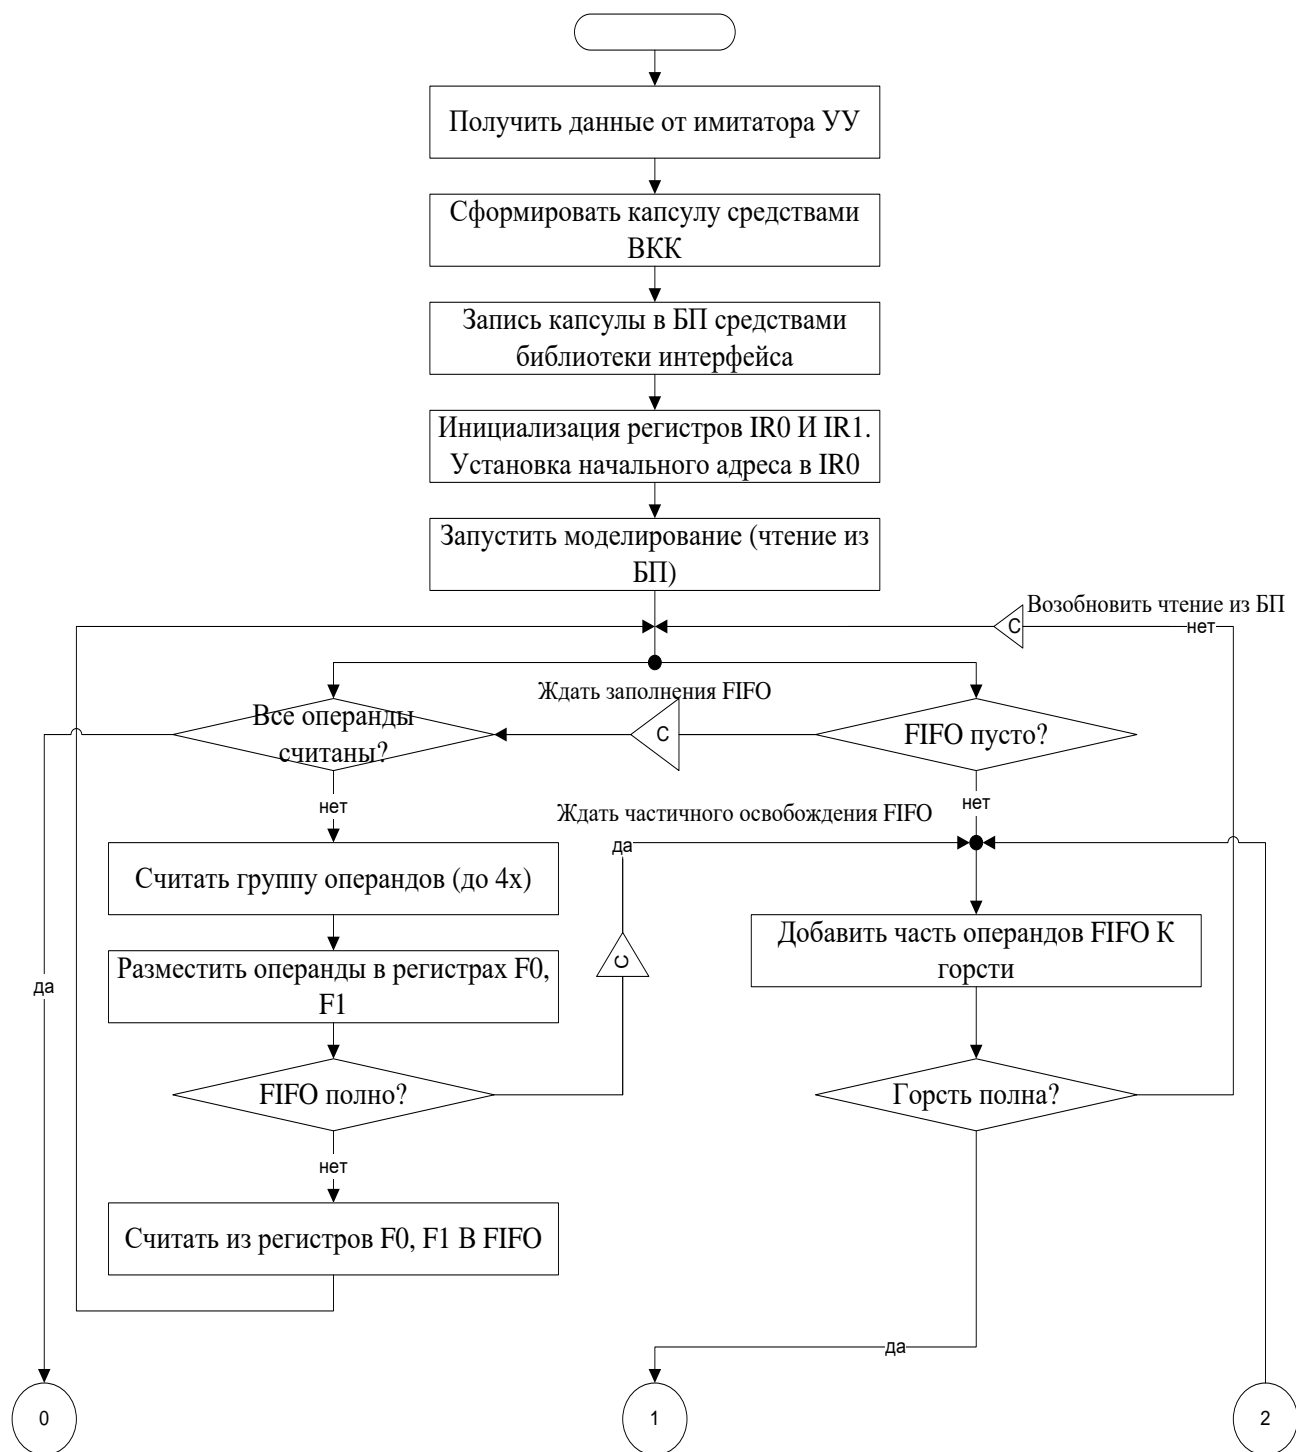 Получить данные от имитатора УУ
Сформировать капсулу средствами
ВКК
Запись капсулы в БП средствами
библиотеки интерфейса
Инициализация регистров IR0 И IR1.
Установка начального адреса в IR0
Запустить моделирование (чтение из
БП)
Возобновить чтение из БП
С
нет
Ждать заполнения FIFO
Все операнды
считаны?
С
FIFO пусто?
нет
нет
Ждать частичного освобождения FIFO
да
Считать группу операндов (до 4х)
Добавить часть операндов FIFO К
горсти
С
Разместить операнды в регистрах F0,
F1
да
FIFO полно?
Горсть полна?
нет
Считать из регистров F0, F1 В FIFO
да
0
1
2